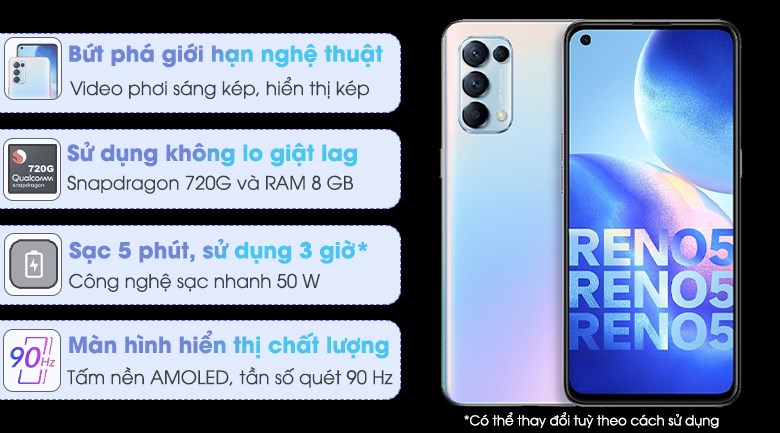 Bứt phá giới hạn nghệ thuật
Video phơi sáng kép, hiển thị kép
720G
Qualcomm
snapdragon
Sử dụng không lo giật lag
Snapdragon 720G và RAM 8 GB
Sạc 5 phút, sử dụng 3 giờ*
Công nghệ sạc nhanh 50 W
90Hz
Màn hình hiển thị chất lượng
Tấm nền AMOLED, tần số quét 90 Hz
RENO5
RENO5
RENO5
*Có thể thay đổi tuỳ theo cách sử dụng